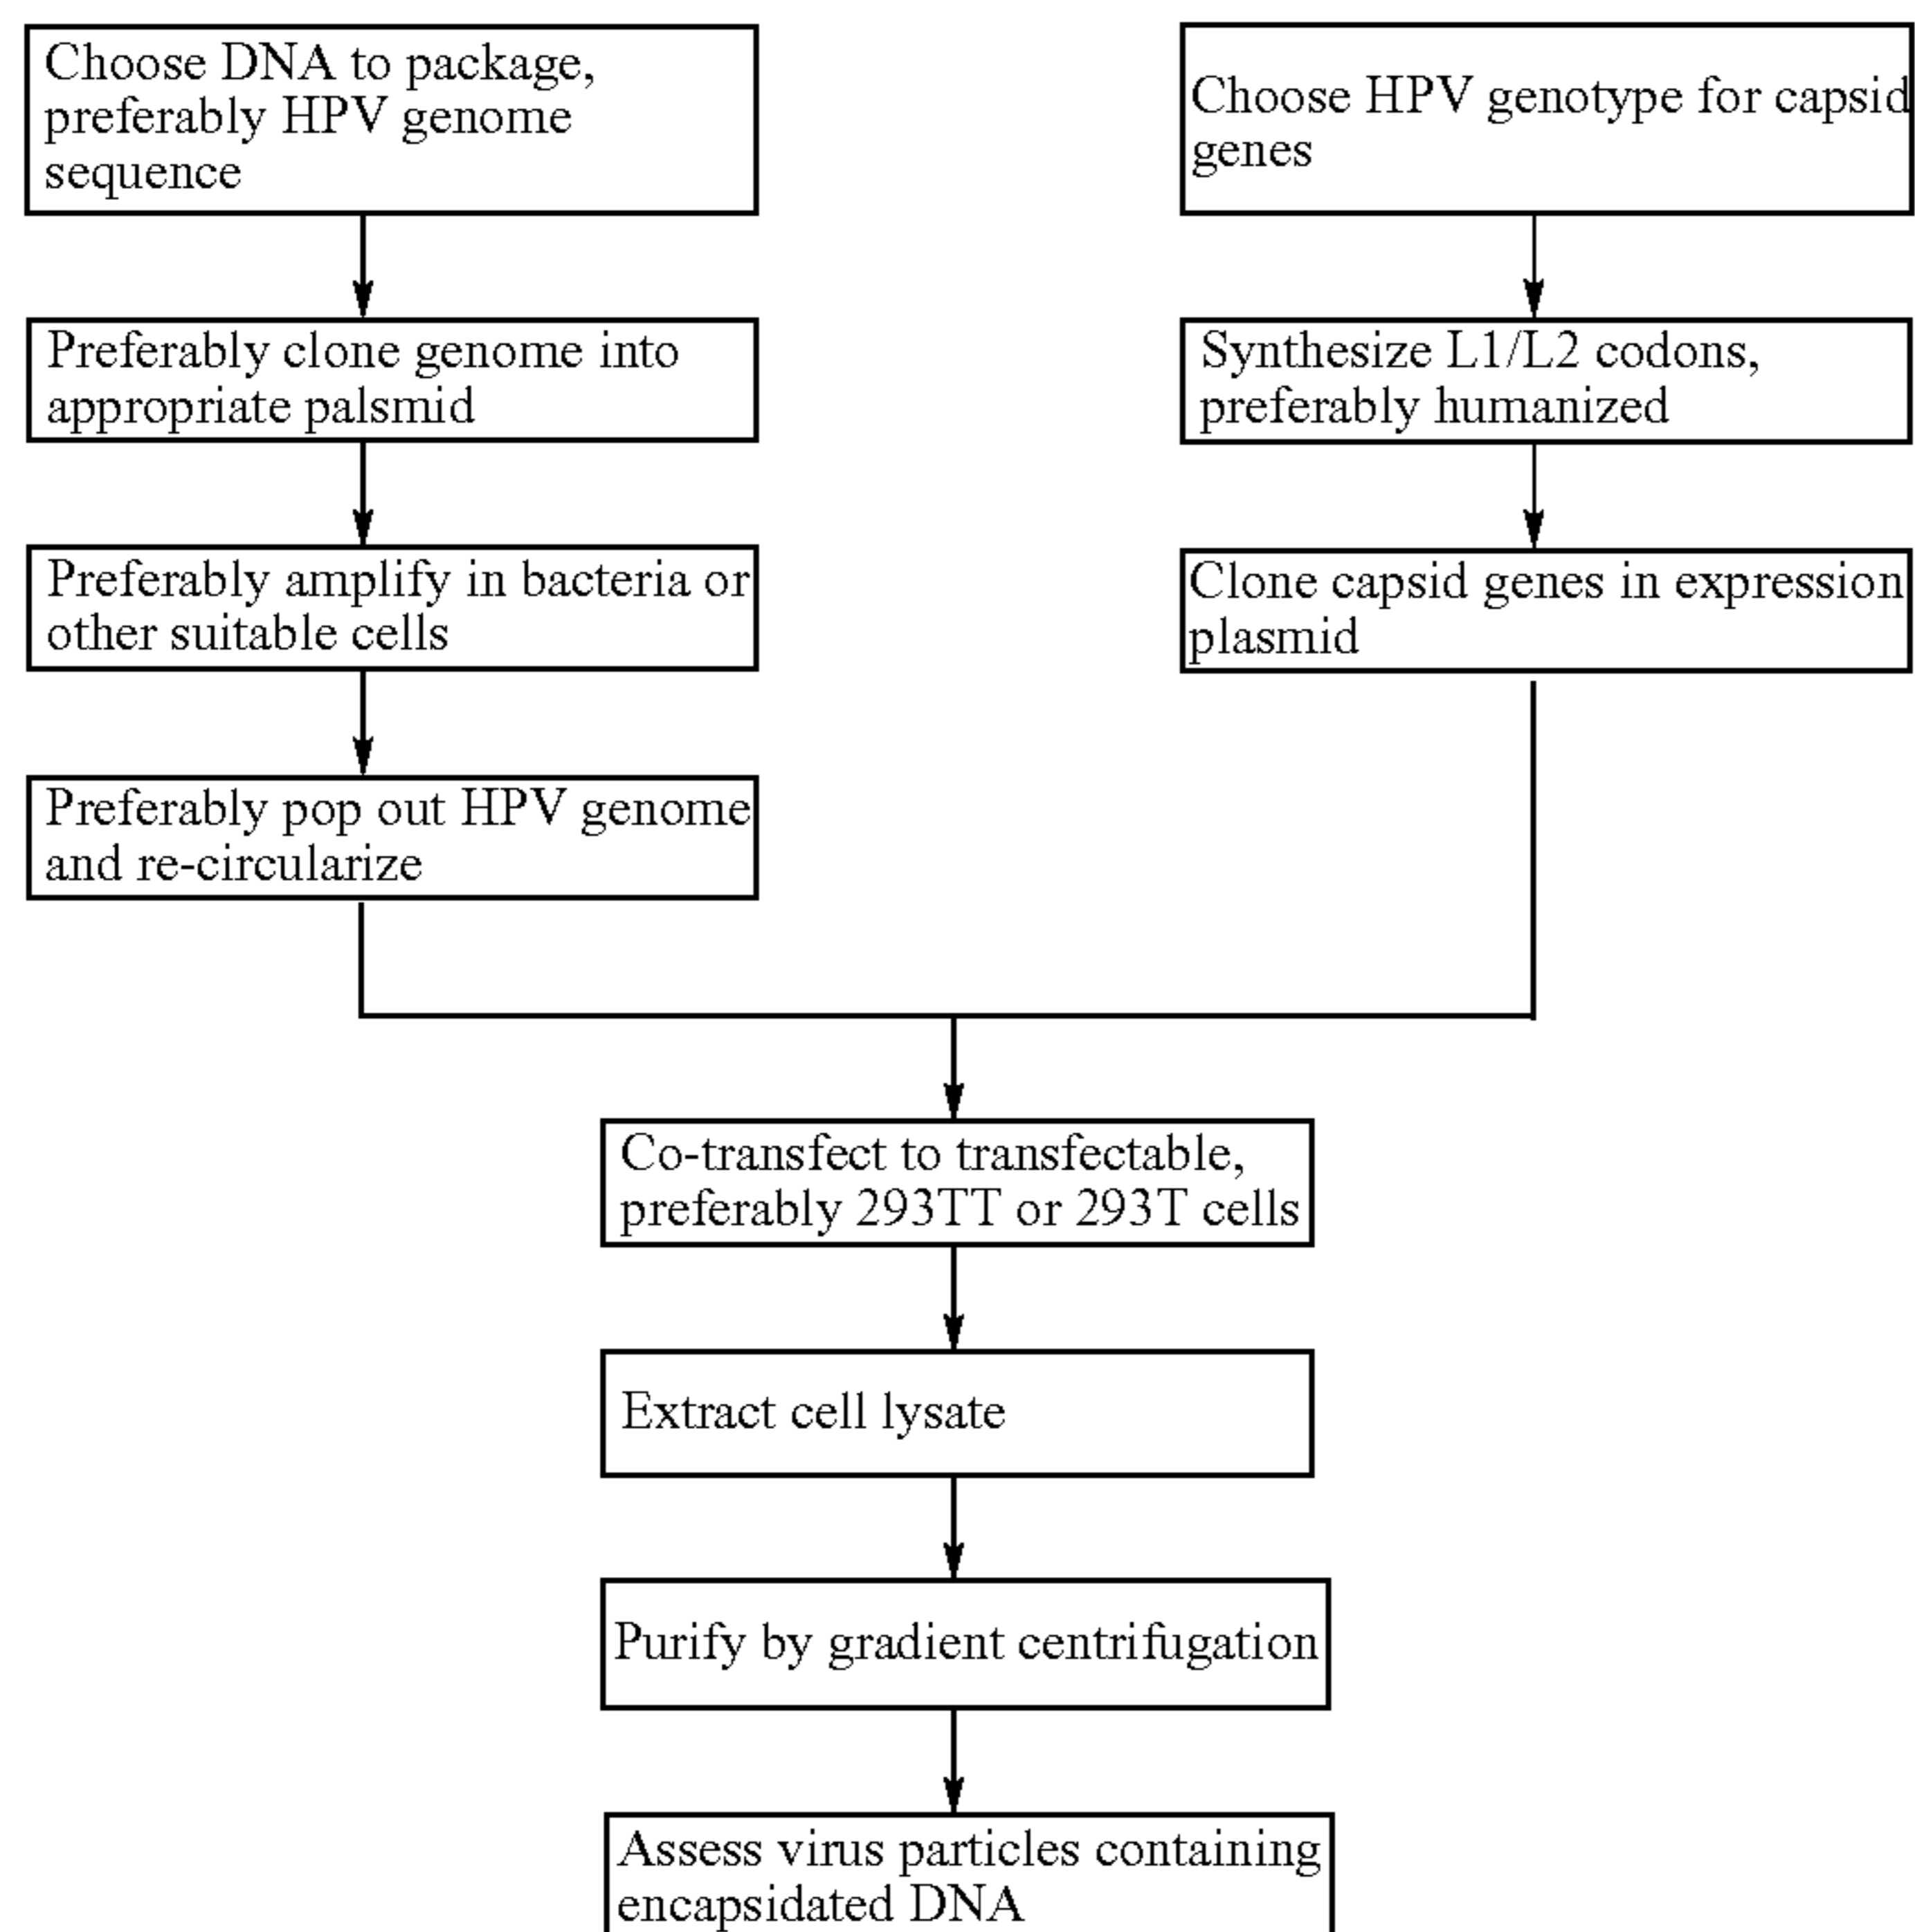 Choose DNA to package,
preferably HPV genome
sequence
Preferably clone genome into
appropriate palsmid
Preferably amplify in bacteria or
other suitable cells
Preferably pop out HPV genome
and re-circularize
Choose HPV genotype for capsid
genes
Synthesize L1/L2 codons,
preferably humanized
Clone capsid genes in expression
plasmid
Co-transfect to transfectable,
preferably 293TT or 293T cells
Extract cell lysate
Purify by gradient centrifugation
Assess virus particles containing
encapsidated DNA